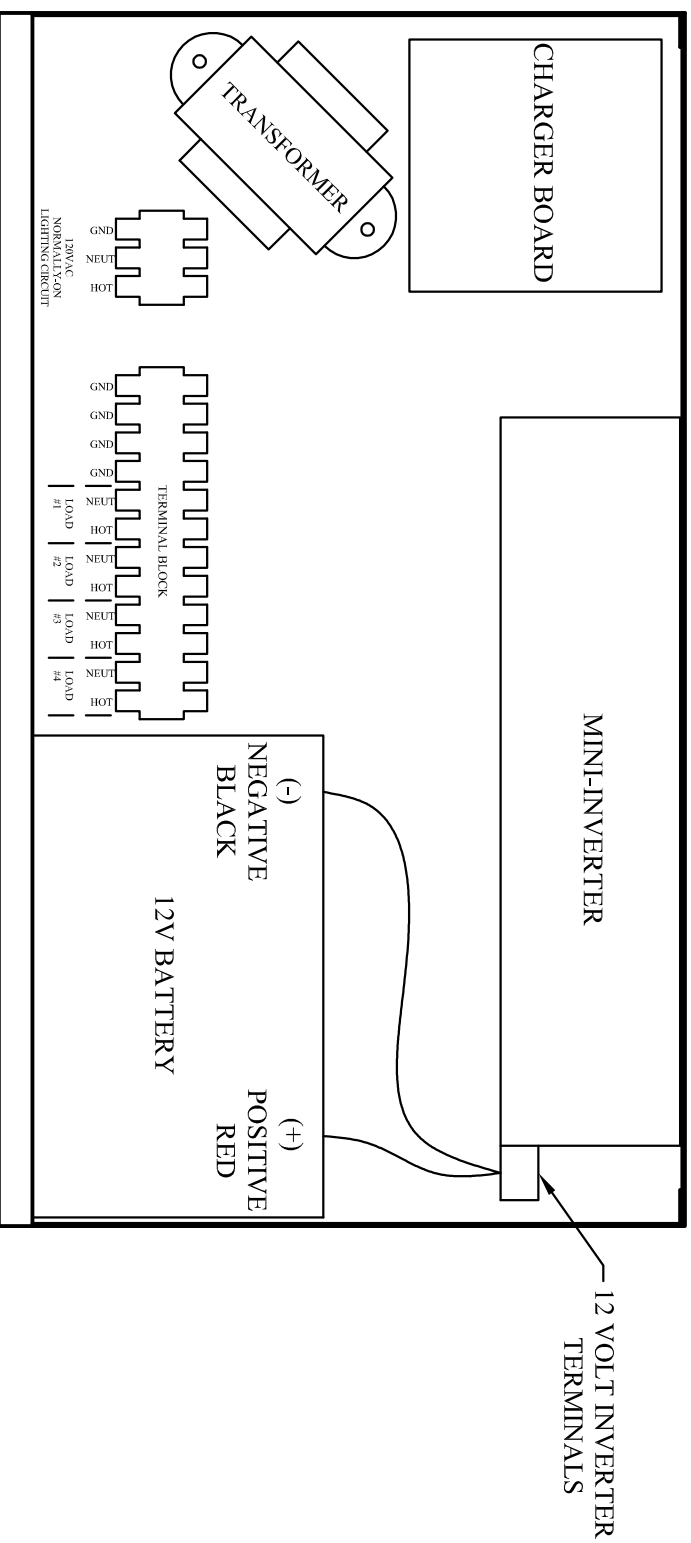 CHARGER BOARD
TRANSFORMER
MINI-INVERTER
12 VOLT INVERTER
TERMINALS
(-)
NEGATIVE
BLACK
(+)
POSITIVE
RED
12V BATTERY
TERMINAL BLOCK
GND
NEUT
HOT
120VAC
NORMALLY-ON
LIGHTING CIRCUIT
GND
GND
GND
GND
NEUT
HOT
NEUT
HOT
NEUT
HOT
NEUT
HOT
LOAD
#1
LOAD
#2
LOAD
#3
LOAD
#4